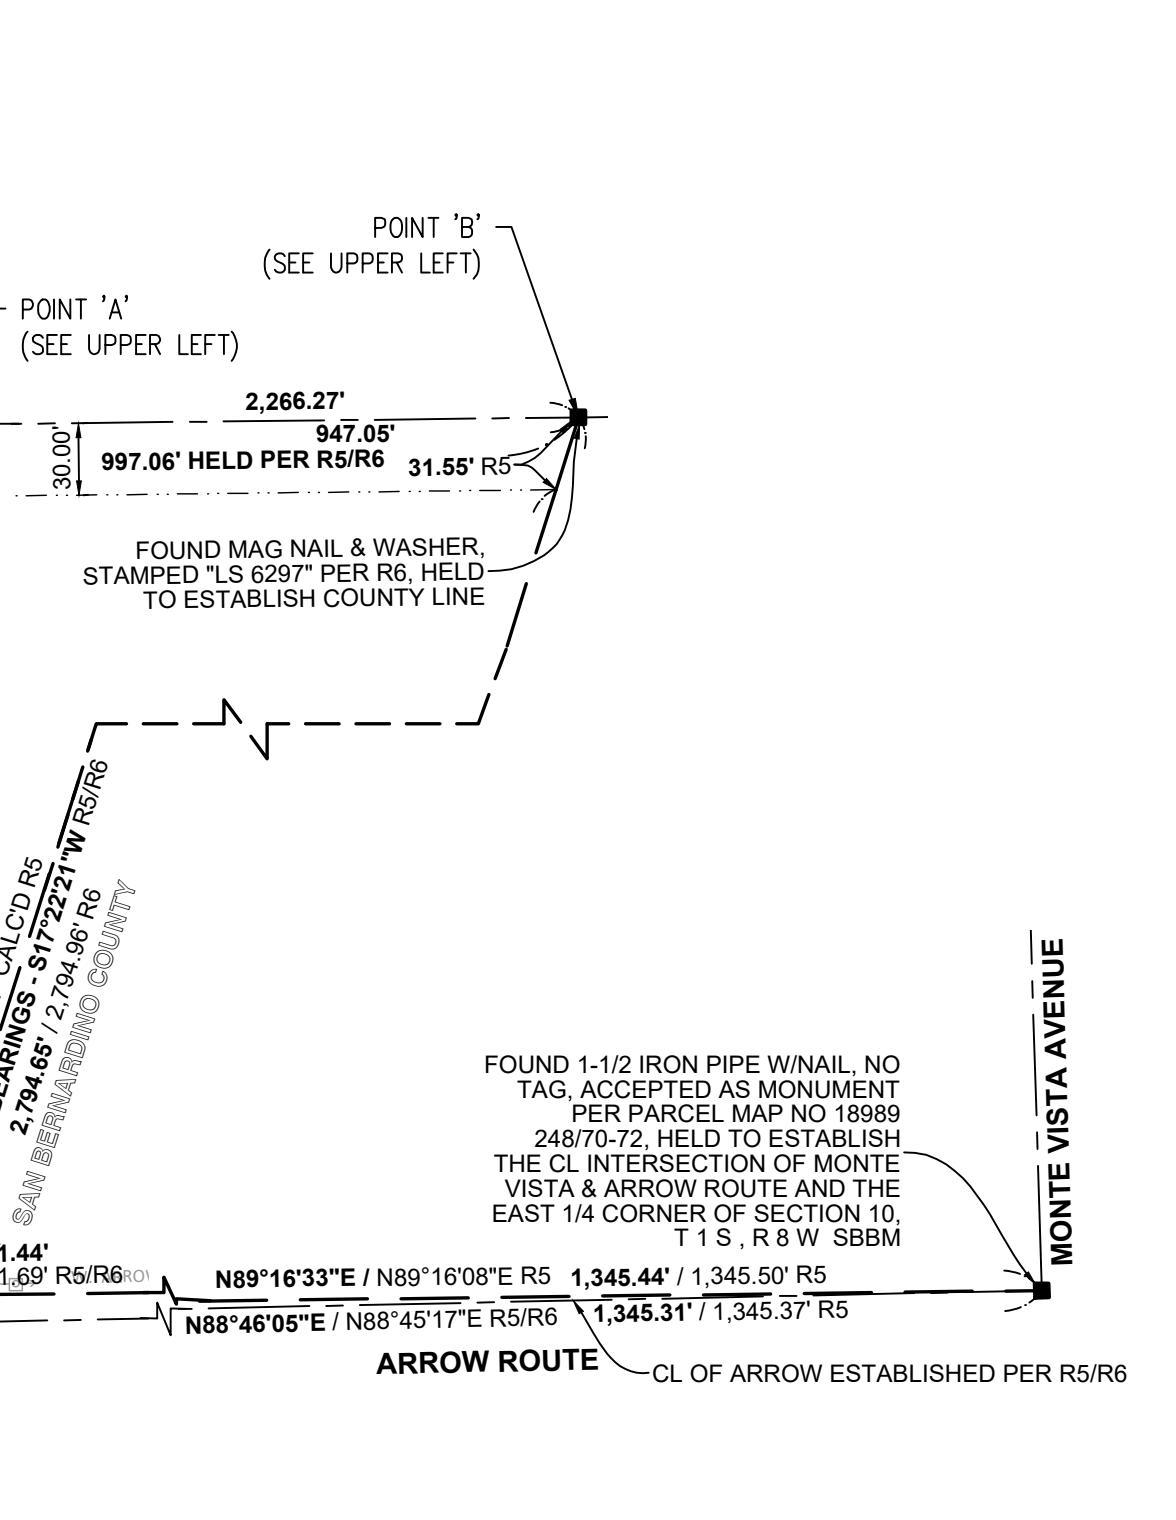 POINT 'B'
(SEE UPPER LEFT)
POINT 'A'
(SEE UPPER LEFT)
2,266.27'
947.05'
997.06' HELD PER R5/R6
31.55' R5
30.00'
FOUND MAG NAIL & WASHER,
STAMPED "LS 6297" PER R6, HELD
TO ESTABLISH COUNTY LINE
CALC'D R5
EARINGS - S17°22'21"W R5/R6
2,794.65' / 2,794.96' R6
SAN BERNARDINO COUNTY
MONTE VISTA AVENUE
FOUND 1-1/2 IRON PIPE W/NAIL, NO
TAG, ACCEPTED AS MONUMENT
PER PARCEL MAP NO 18989
248/70-72, HELD TO ESTABLISH
THE CL INTERSECTION OF MONTE
VISTA & ARROW ROUTE AND THE
EAST 1/4 CORNER OF SECTION 10,
T 1 S , R 8 W SBBM
1.44'
1.69' R5/R6
N89°16'33"E / N89°16'08"E R5 1,345.44' / 1,345.50' R5
N88°46'05"E / N88°45'17"E R5/R6 1,345.31' / 1,345.37' R5
ARROW ROUTE
CL OF ARROW ESTABLISHED PER R5/R6